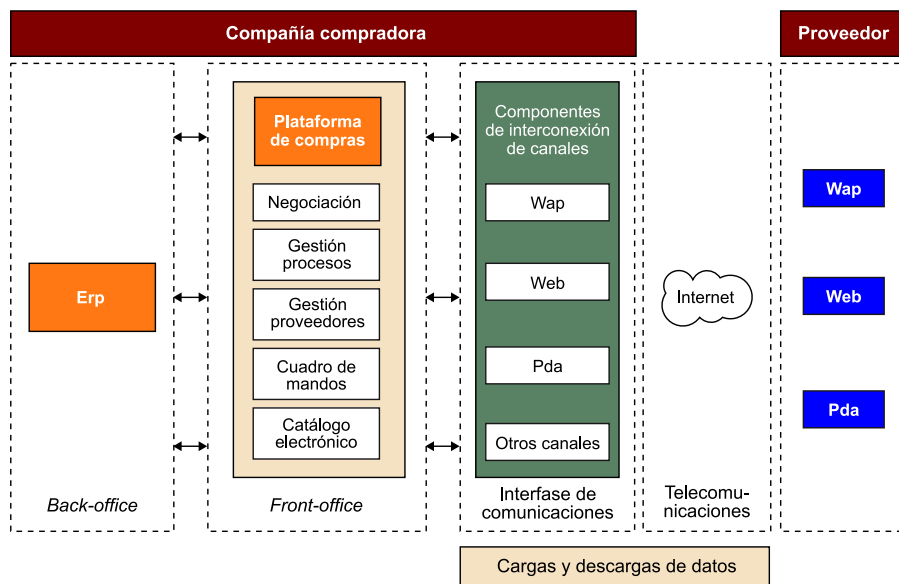 Compañía compradora
Proveedor
Erp
Back-office
Plataforma
de compras
Negociación
Gestión
procesos
Gestión
proveedores
Cuadro de
mandos
Catálogo
electrónico
Front-office
Componentes
de interconexión
de canales
Wap
Web
Pda
Otros canales
Interfase de
comunicaciones
Internet
Telecomu-
nicaciones
Wap
Web
Pda
Cargas y descargas de datos